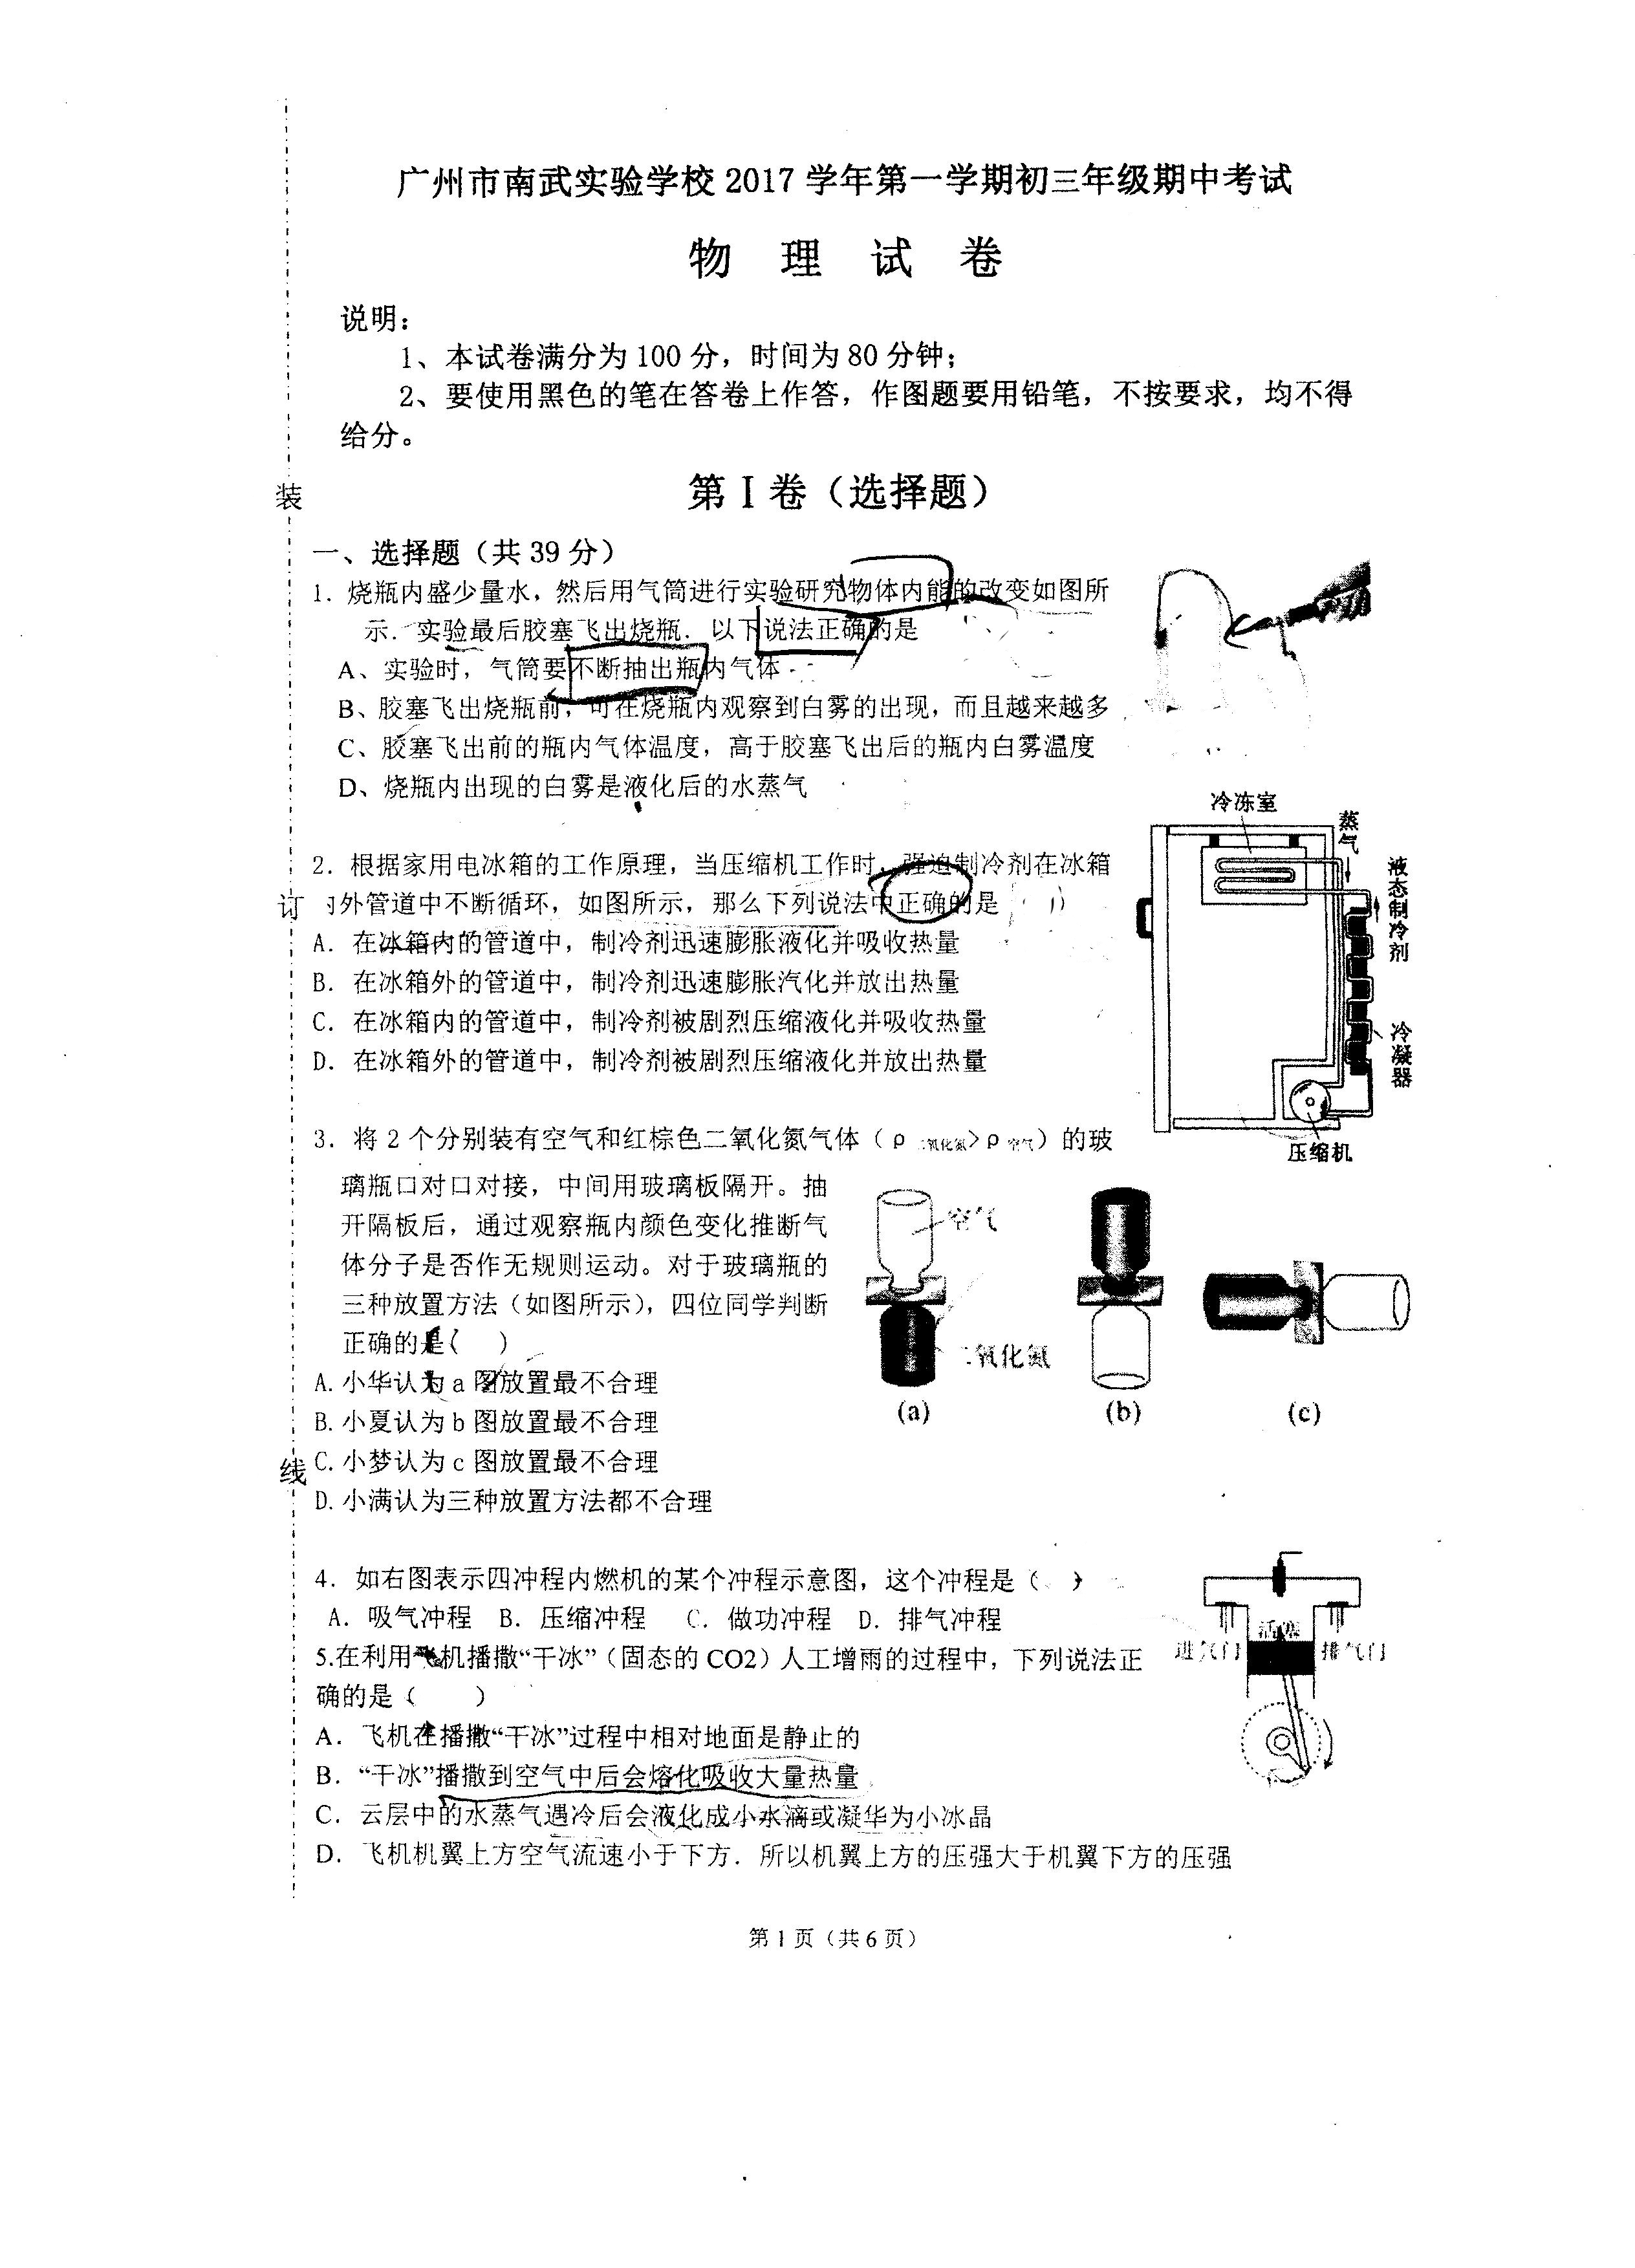 广州市南武实验学校 2017 学年第一学期初三年级期中考试
物 理 试 卷
说明：
1、本试卷满分为 100 分，时间为 80 分钟；
2、要使用黑色的笔在答卷上作答，作图题要用铅笔，不按要求，均不得
给分。
第 I 卷（选择题）
装
订
线
一、选择题（共 39 分）
1. 烧瓶内盛少量水，然后用气筒进行实验研究物体内能的改变如图所
示. 实验最后胶塞飞出烧瓶. 以下说法正确的是
A、实验时，气筒要不断抽出瓶内气体
B、胶塞飞出烧瓶前，可在烧瓶内观察到白雾的出现，而且越来越多
C、胶塞飞出前的瓶内气体温度，高于胶塞飞出后的瓶内白雾温度
D、烧瓶内出现的白雾是液化后的水蒸气
2. 根据家用电冰箱的工作原理，当压缩机工作时，强迫制冷剂在冰箱
内外管道中不断循环，如图所示，那么下列说法中正确的是（ ）
A. 在冰箱内的管道中，制冷剂迅速膨胀液化并吸收热量
B. 在冰箱外的管道中，制冷剂迅速膨胀汽化并放出热量
C. 在冰箱内的管道中，制冷剂被剧烈压缩液化并吸收热量
D. 在冰箱外的管道中，制冷剂被剧烈压缩液化并放出热量
冷冻室
蒸气
液态制冷剂
冷凝器
压缩机
3. 将 2 个分别装有空气和红棕色二氧化氮气体（ρ二氧化氮>ρ空气）的玻
璃瓶口对口对接，中间用玻璃板隔开。抽
开隔板后，通过观察瓶内颜色变化推断气
体分子是否作无规则运动。对于玻璃瓶的
三种放置方法（如图所示），四位同学判断
正确的是（ ）
A. 小华认为 a 图放置最不合理
B. 小夏认为 b 图放置最不合理
C. 小梦认为 c 图放置最不合理
D. 小满认为三种放置方法都不合理
空气
二氧化氮
(a)
(b)
(c)
4. 如右图表示四冲程内燃机的某个冲程示意图，这个冲程是（ ）
A. 吸气冲程 B. 压缩冲程 C. 做功冲程 D. 排气冲程
活塞
进气门
排气门
5.在利用飞机播撒“干冰”（固态的 CO2）人工增雨的过程中，下列说法正
确的是（ ）
A. 飞机在播撒“干冰”过程中相对地面是静止的
B. “干冰”播撒到空气中后会熔化吸收大量热量
C. 云层中的水蒸气遇冷后会液化成小水滴或凝华为小冰晶
D. 飞机机翼上方空气流速小于下方. 所以机翼上方的压强大于机翼下方的压强
第 1 页（共 6 页）